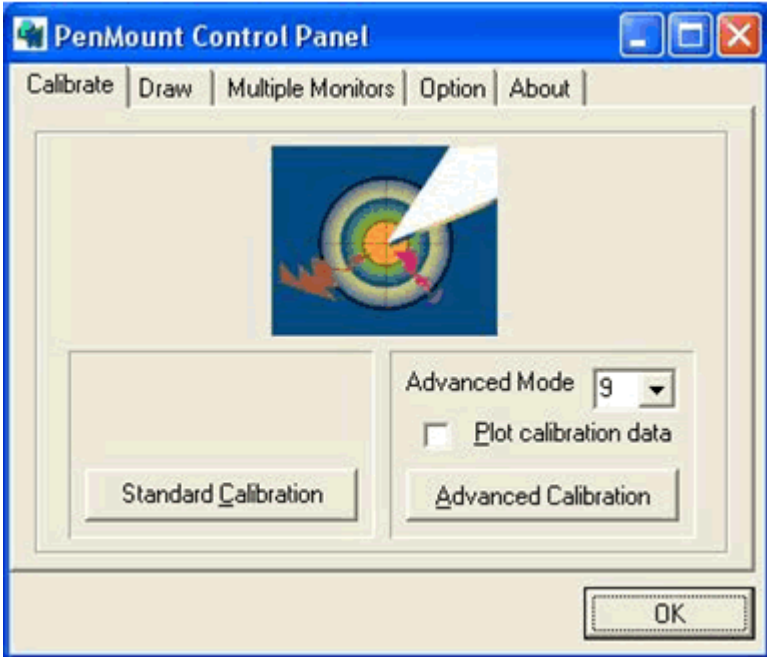 PenMount Control Panel
Calibrate Draw Multiple Monitors Option About
Advanced Mode 9
Plot calibration data
Standard Calibration Advanced Calibration
OK